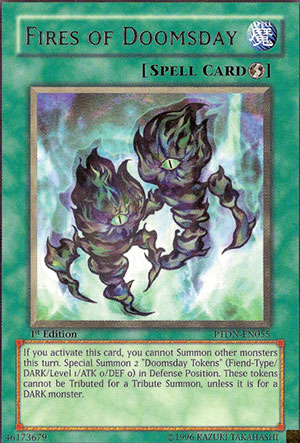 FIRES OF DOOMSDAY
魔
[SPELL CARD]
1st Edition
PTDN-EN055
If you activate this card, you cannot Summon other monsters
this turn. Special Summon 2 "Doomsday Tokens" (Fiend-Type/
DARK/Level 1/ATK 0/DEF 0) in Defense Position. These tokens
cannot be Tributed for a Tribute Summon, unless it is for a
DARK monster.
46173679
©1996 KAZUKI TAKAHASHI